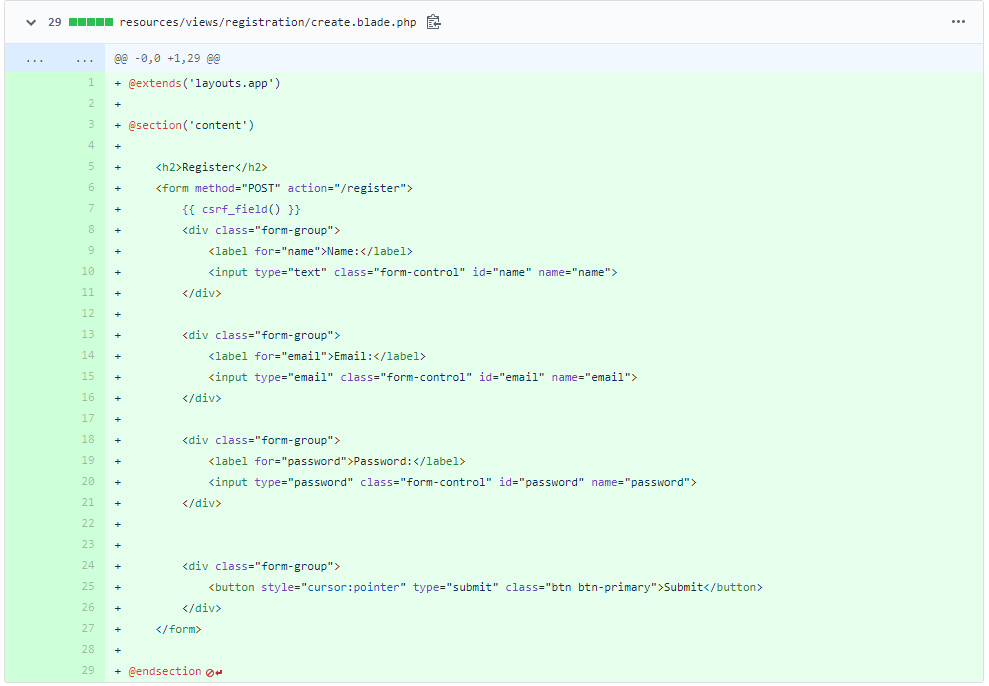 29 resources/views/registration/create.blade.php ...
... ... @@ -0,0 +1,29 @@
1 + @extends('layouts.app')
2 +
3 + @section('content')
4 +
5 +     <h2>Register</h2>
6 +     <form method="POST" action="/register">
7 +         {{ csrf_field() }}
8 +         <div class="form-group">
9 +             <label for="name">Name:</label>
10 +             <input type="text" class="form-control" id="name" name="name">
11 +         </div>
12 +
13 +         <div class="form-group">
14 +             <label for="email">Email:</label>
15 +             <input type="email" class="form-control" id="email" name="email">
16 +         </div>
17 +
18 +         <div class="form-group">
19 +             <label for="password">Password:</label>
20 +             <input type="password" class="form-control" id="password" name="password">
21 +         </div>
22 +
23 +
24 +         <div class="form-group">
25 +             <button style="cursor:pointer" type="submit" class="btn btn-primary">Submit</button>
26 +         </div>
27 +     </form>
28 +
29 + @endsection